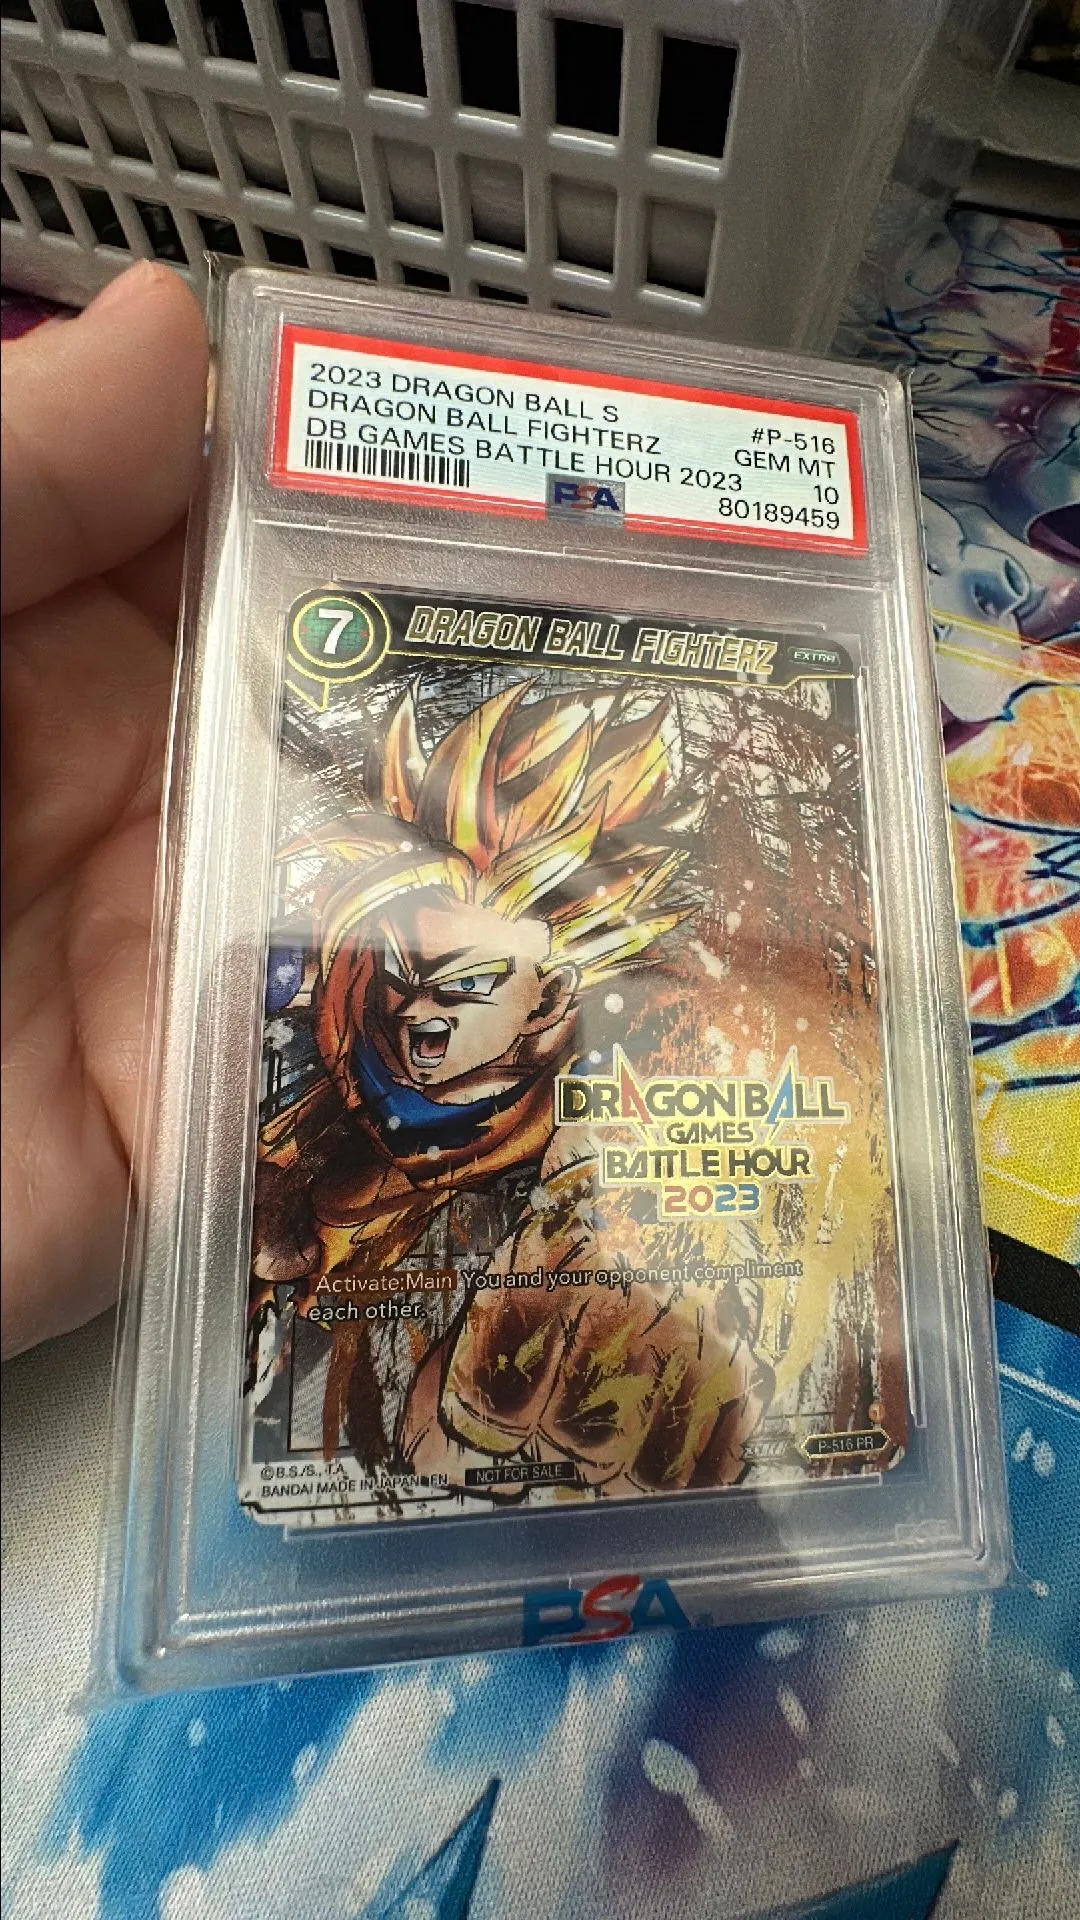 2023 DRAGON BALL S
#P-516
DRAGON BALL FIGHTERZ
GEM MT
DB GAMES BATTLE HOUR 2023
10
PSA
80189459
7
DRAGON BALL FIGHTERZ
EXTRA
DRAGON BALL
GAMES
BATTLE HOUR
2023
Activate:Main You and your opponent compliment
each other.
P-516 PR
©B.S./S., T.A.
BANDAI MADE IN JAPAN EN NOT FOR SALE
PSA